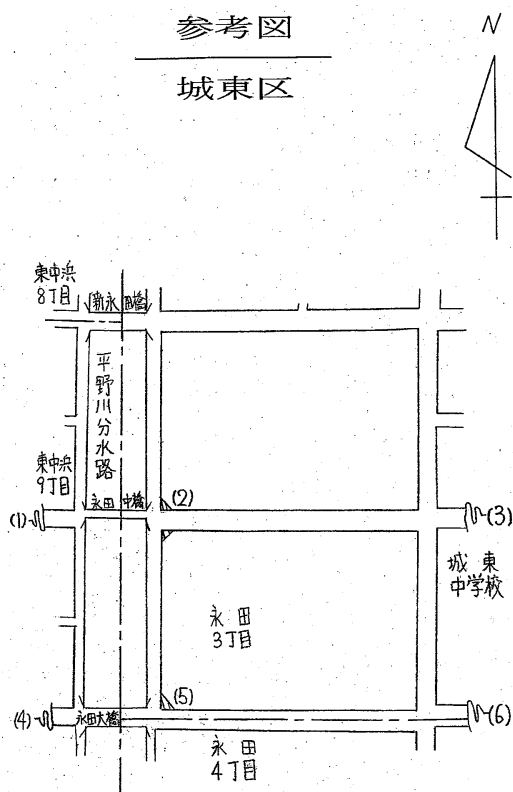 参考図
城東区
N
東中浜
8丁目
新永田橋
平野川分水路
東中浜
9丁目
永田中橋
(1)
(2)
(3)
城東
中学校
永田
3丁目
(4)
永田大橋
(5)
(6)
永田
4丁目